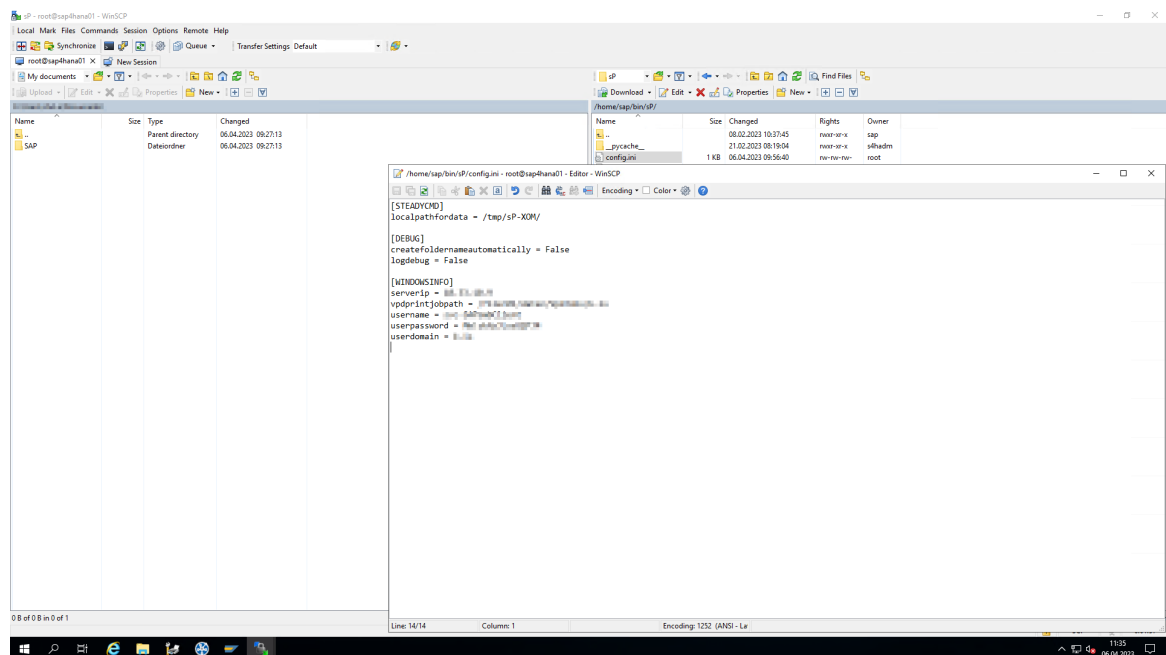 sP - root@sap4hana01 - WinSCP
Local Mark Files Commands Session Options Remote Help
Synchronize Queue Transfer Settings Default
root@sap4hana01 × New Session
My documents
sP Find Files
Upload Edit Properties New
Download Edit Properties New
/home/sap/bin/sP/
Name Size Type Changed
Name Size Changed Rights Owner
.. Parent directory 06.04.2023 09:27:13
.. 08.02.2023 10:37:45 rwxr-xr-x sap
SAP Dateiordner 06.04.2023 09:27:13
__pycache__ 21.02.2023 08:19:04 rwxr-xr-x s4hadm
config.ini 1 KB 06.04.2023 09:56:40 rw-rw-rw- root
/home/sap/bin/sP/config.ini - root@sap4hana01 - Editor - WinSCP
Encoding Color
[STEADYCMD]
localpathfordata = /tmp/sP-XOM/
[DEBUG]
createfoldernameautomatically = False
logdebug = False
[WINDOWSINFO]
serverip =
vpdprintjobpath =
username =
userpassword =
userdomain =
0 B of 0 B in 0 of 1
Line: 14/14 Column: 1 Encoding: 1252 (ANSI - La
11:35
06.04.2023